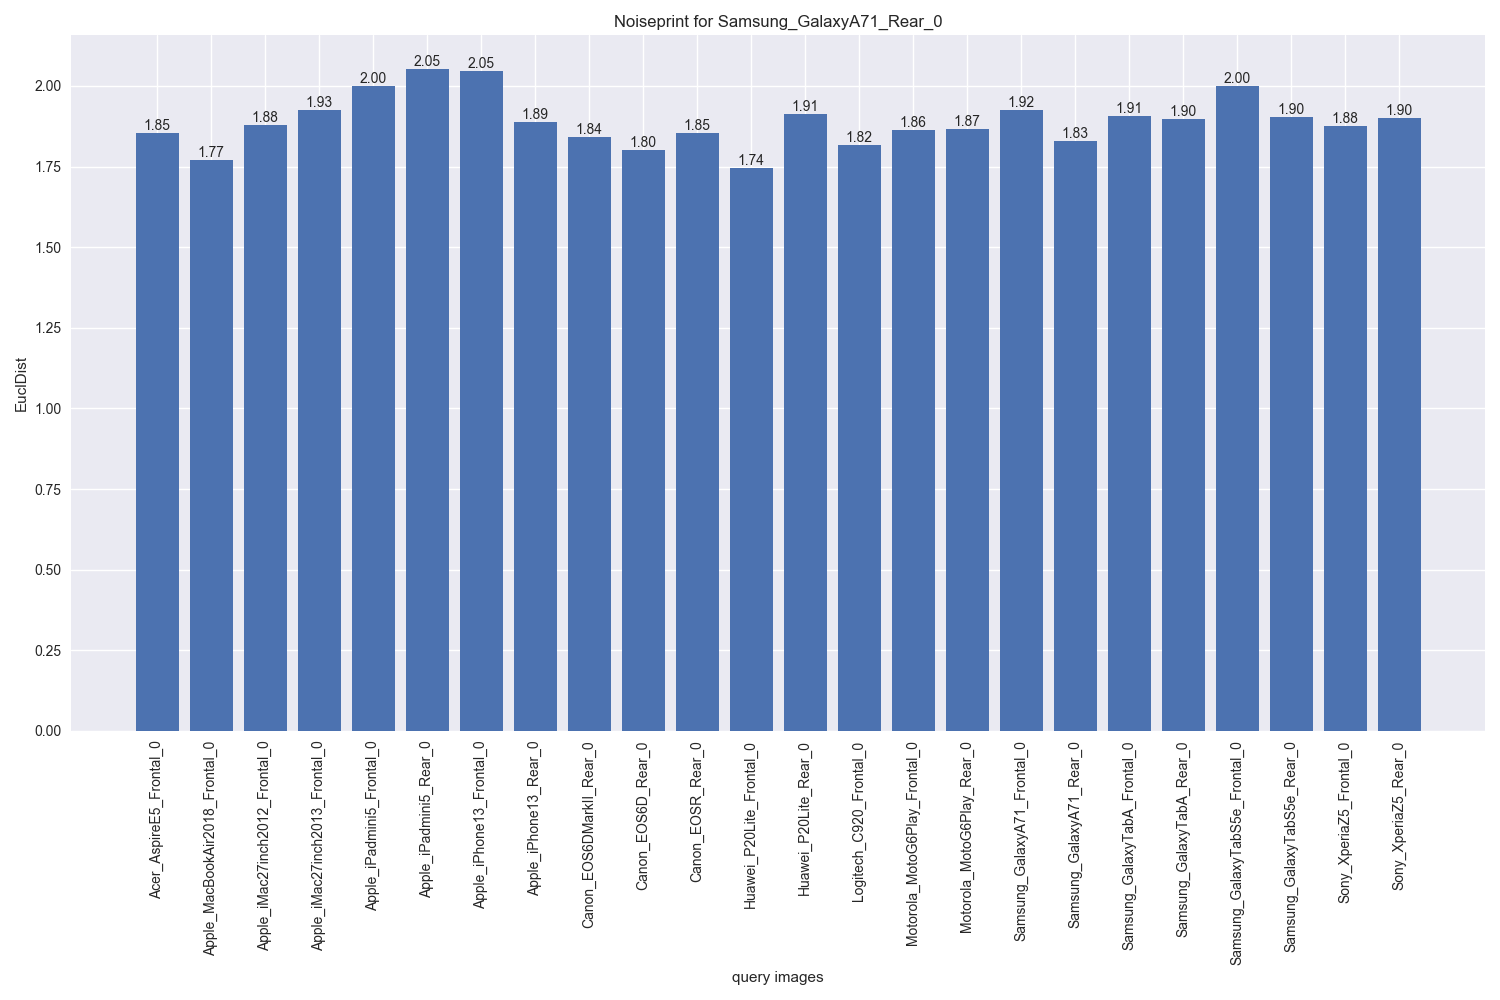 Noiseprint for Samsung_GalaxyA71_Rear_0
EuclDist
2.00
1.75
1.50
1.25
1.00
0.75
0.50
0.25
0.00
1.85
1.77
1.88
1.93
2.00
2.05
2.05
1.89
1.84
1.80
1.85
1.74
1.91
1.82
1.86
1.87
1.92
1.83
1.91
1.90
2.00
1.90
1.88
1.90
Acer_AspireE5_Frontal_0
Apple_MacBookAir2018_Frontal_0
Apple_iMac27inch2012_Frontal_0
Apple_iMac27inch2013_Frontal_0
Apple_iPadmini5_Frontal_0
Apple_iPadmini5_Rear_0
Apple_iPhone13_Frontal_0
Apple_iPhone13_Rear_0
Canon_EOS6DMarkII_Rear_0
Canon_EOS6D_Rear_0
Canon_EOSR_Rear_0
Huawei_P20Lite_Frontal_0
Huawei_P20Lite_Rear_0
Logitech_C920_Frontal_0
Motorola_MotoG6Play_Frontal_0
Motorola_MotoG6Play_Rear_0
Samsung_GalaxyA71_Frontal_0
Samsung_GalaxyA71_Rear_0
Samsung_GalaxyTabA_Frontal_0
Samsung_GalaxyTabA_Rear_0
Samsung_GalaxyTabS5e_Frontal_0
Samsung_GalaxyTabS5e_Rear_0
Sony_XperiaZ5_Frontal_0
Sony_XperiaZ5_Rear_0
query images